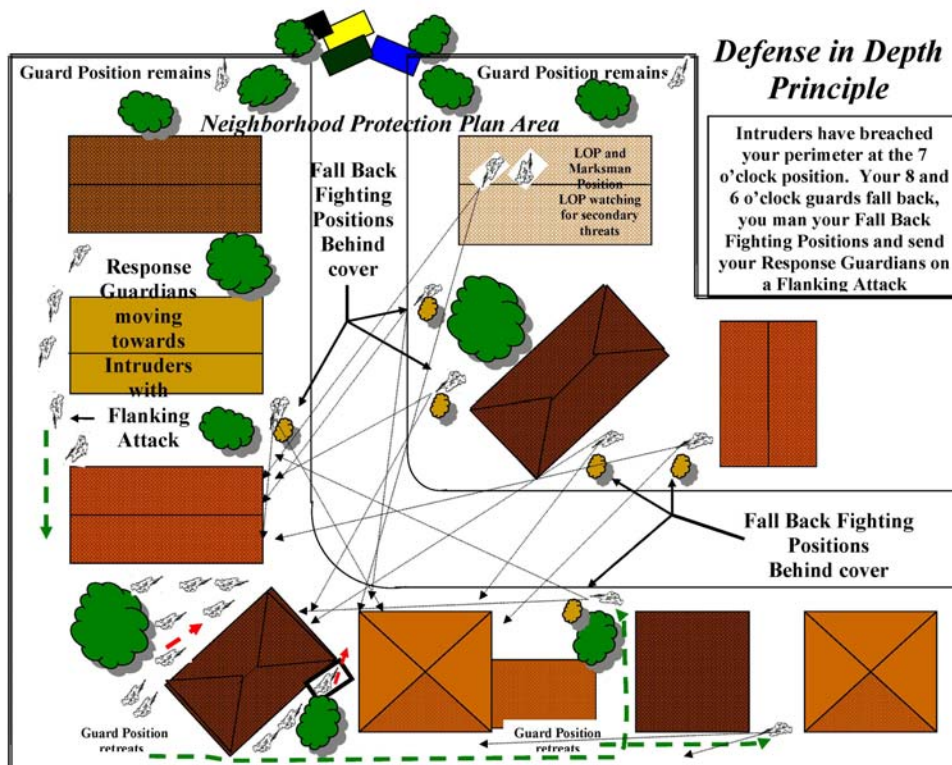 Defense in Depth
Principle
Guard Position remains
Guard Position remains
Neighborhood Protection Plan Area
Intruders have breached
your perimeter at the 7
o'clock position. Your 8 and
6 o'clock guards fall back,
you man your Fall Back
Fighting Positions and send
your Response Guardians on
a Flanking Attack
Fall Back
Fighting
Positions
Behind
cover
LOP and
Marksman
Position
LOP watching
for secondary
threats
Response
Guardians
moving
towards
Intruders
with
Flanking
Attack
Fall Back Fighting
Positions
Behind cover
Guard Position
retreats
Guard Position
retreats